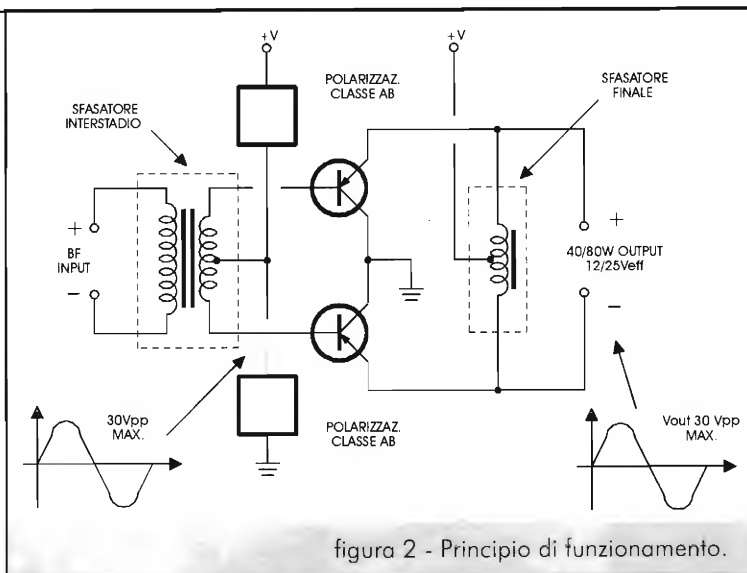 +V
+V
POLARIZZAZ.
CLASSE AB
SFASATORE
FINALE
SFASATORE
INTERSTADIO
+
BF
INPUT
-
+
40/80W OUTPUT
12/25Veff
-
30Vpp
MAX.
POLARIZZAZ.
CLASSE AB
Vout 30 Vpp
MAX.
figura 2 - Principio di funzionamento.